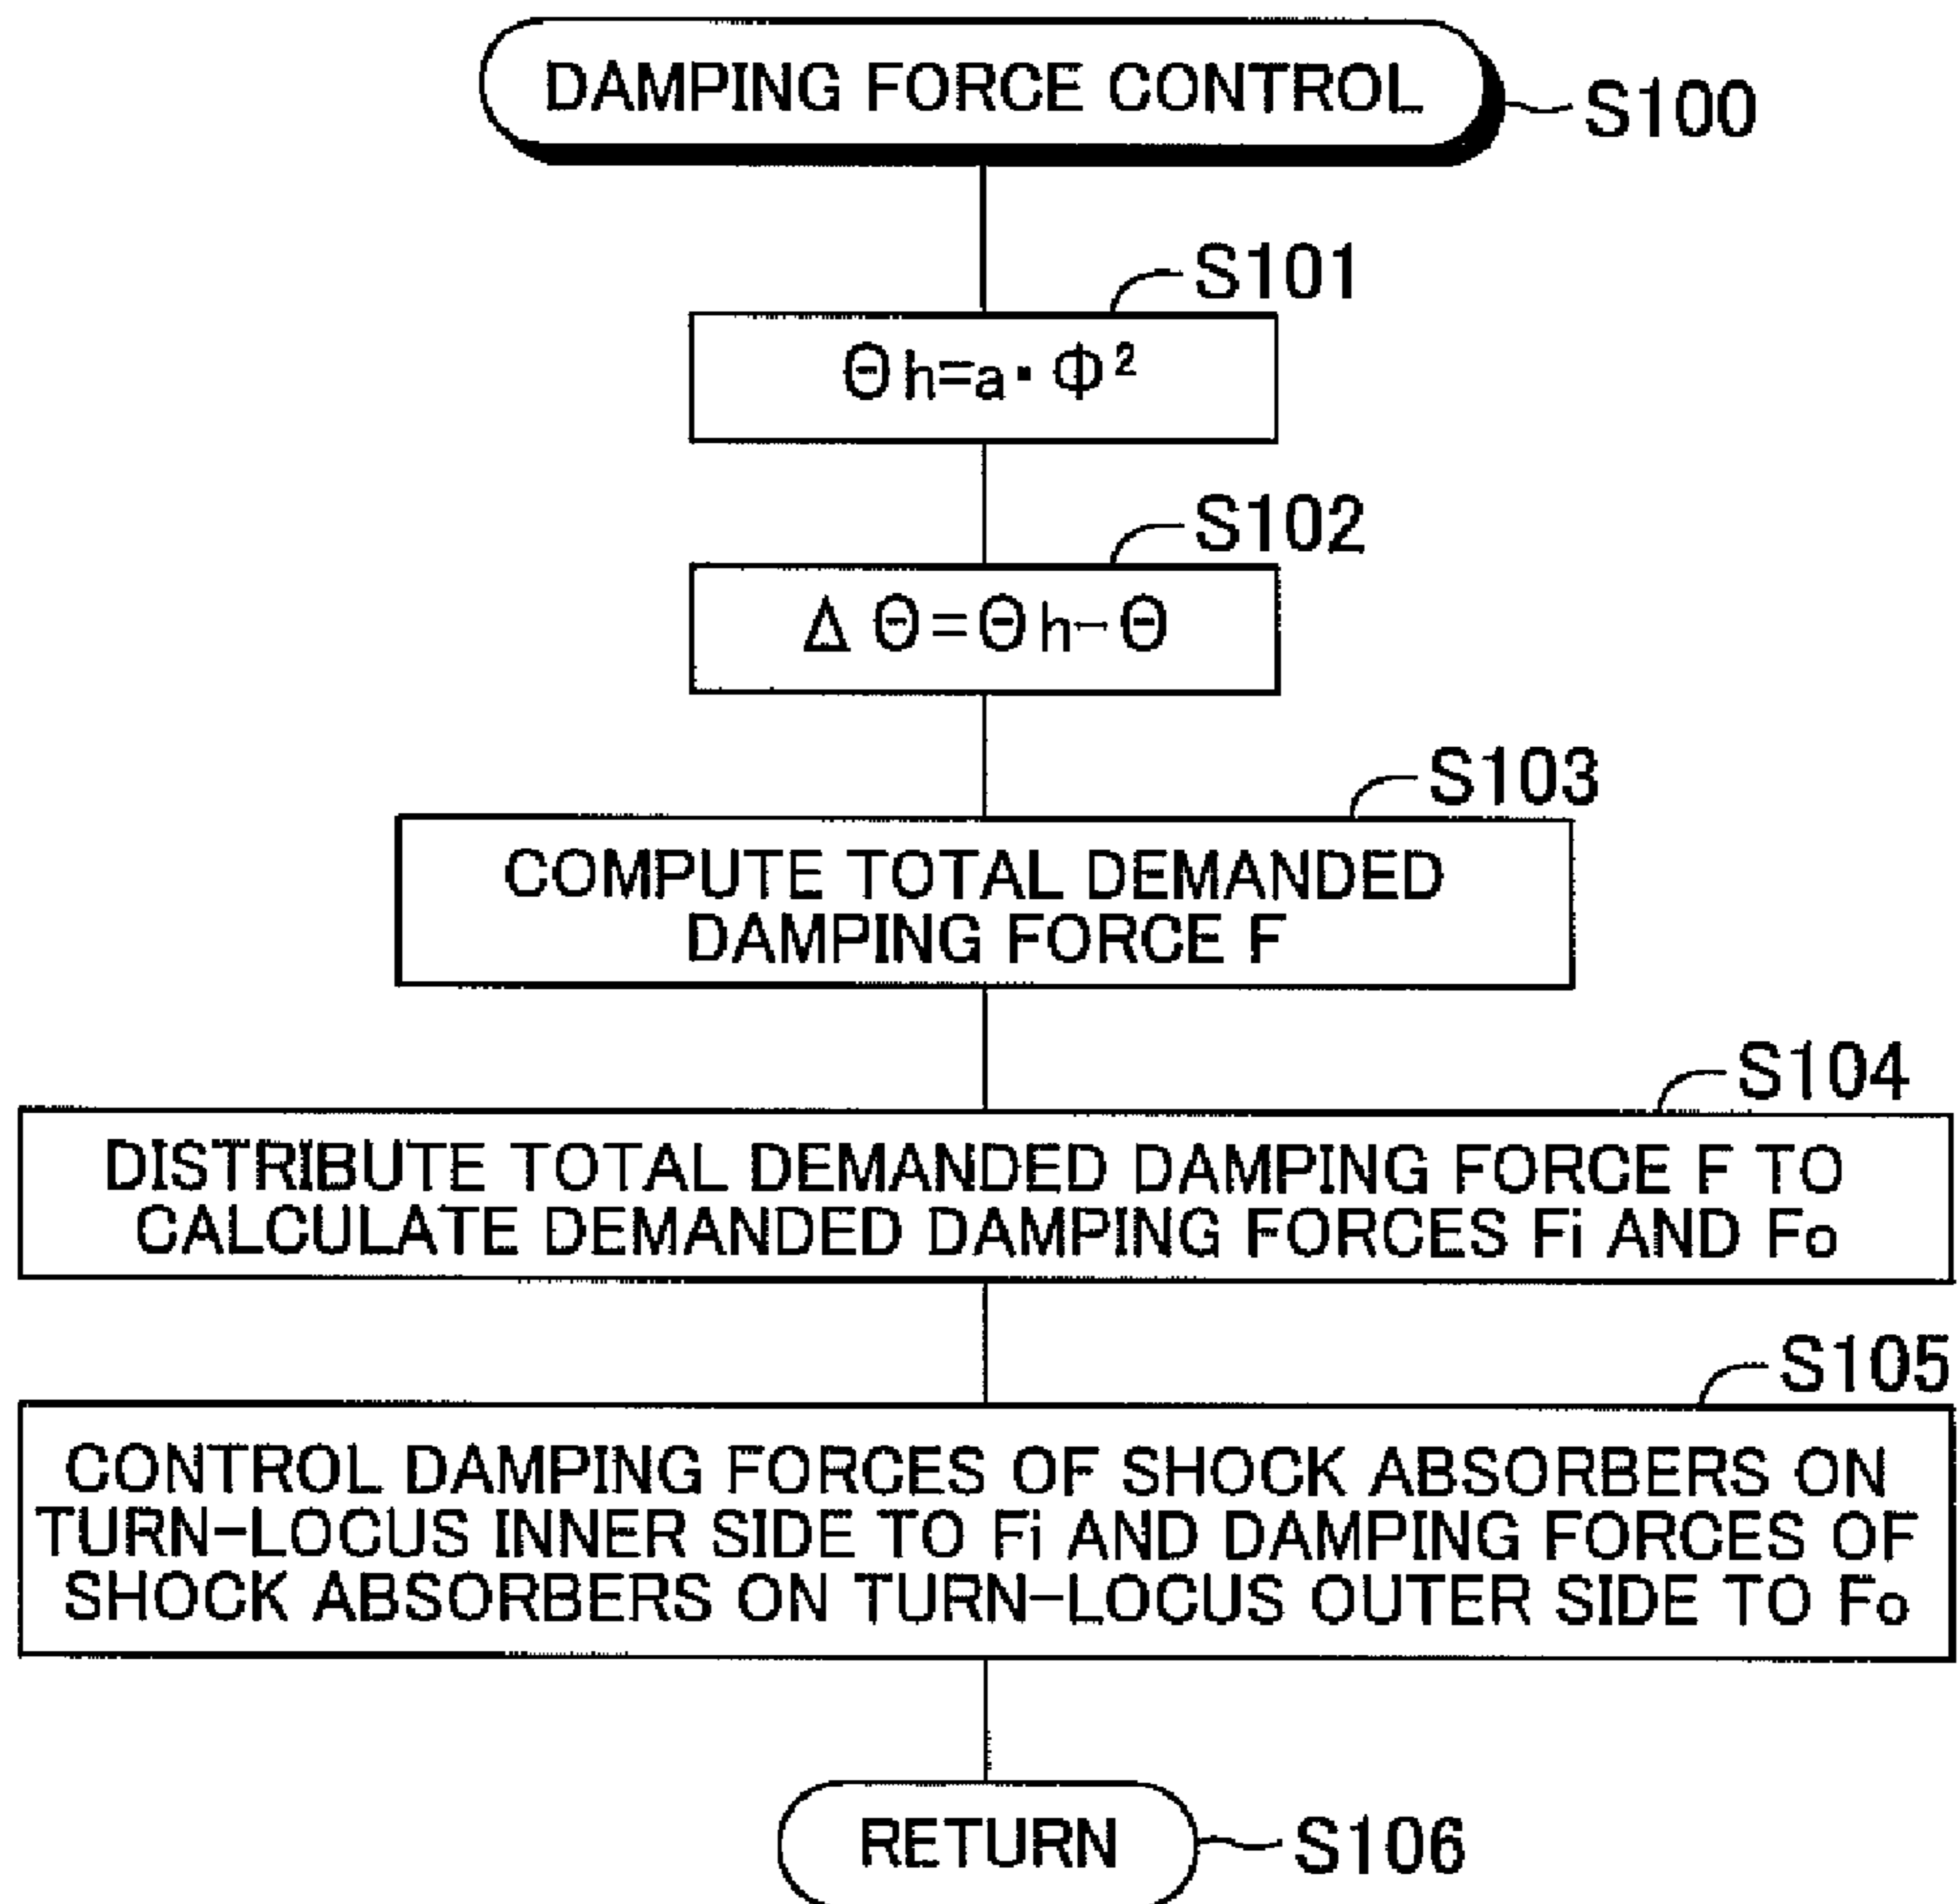 DAMPING FORCE CONTROL
S100
S101
Θh=a・Φ²
S102
ΔΘ=Θh-Θ
S103
COMPUTE TOTAL DEMANDED
DAMPING FORCE F
S104
DISTRIBUTE TOTAL DEMANDED DAMPING FORCE F TO
CALCULATE DEMANDED DAMPING FORCES Fi AND Fo
S105
CONTROL DAMPING FORCES OF SHOCK ABSORBERS ON
TURN-LOCUS INNER SIDE TO Fi AND DAMPING FORCES OF
SHOCK ABSORBERS ON TURN-LOCUS OUTER SIDE TO Fo
RETURN
S106